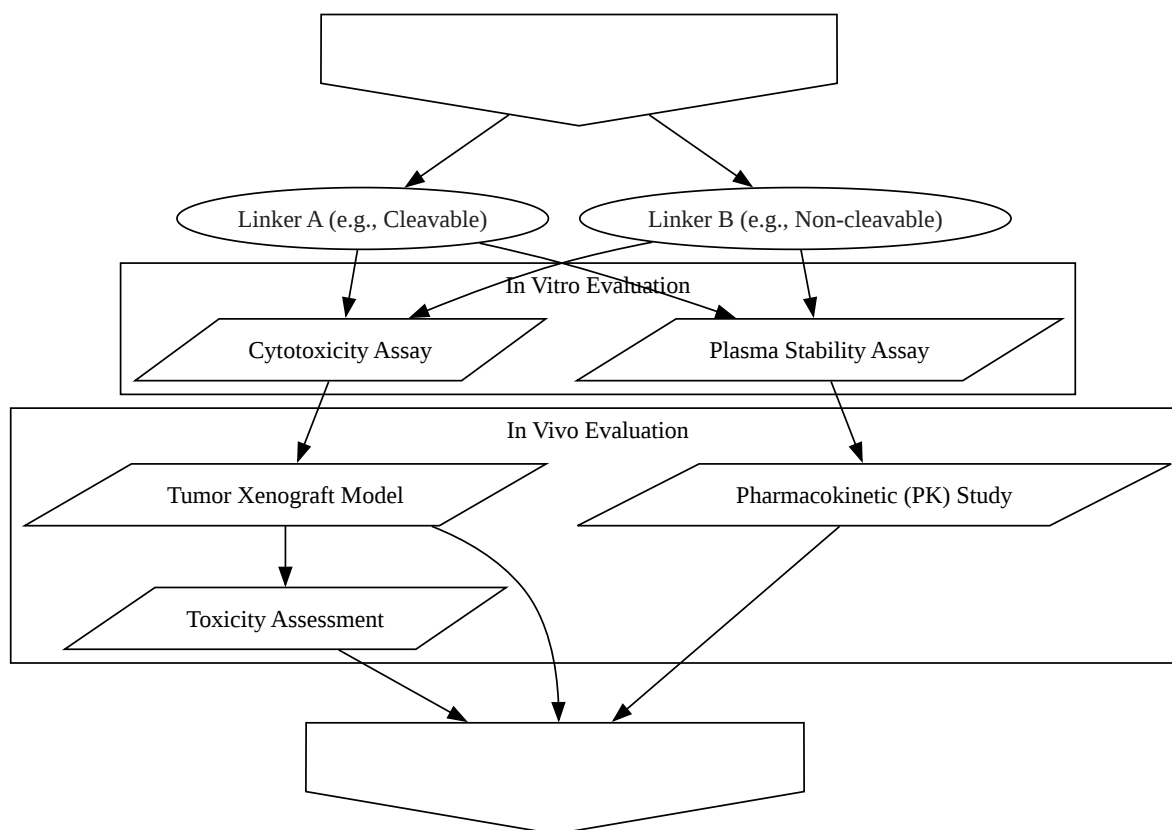 Linker A (e.g., Cleavable)
Linker B (e.g., Non-cleavable)
In Vitro Evaluation
Cytotoxicity Assay
Plasma Stability Assay
In Vivo Evaluation
Tumor Xenograft Model
Pharmacokinetic (PK) Study
Toxicity Assessment